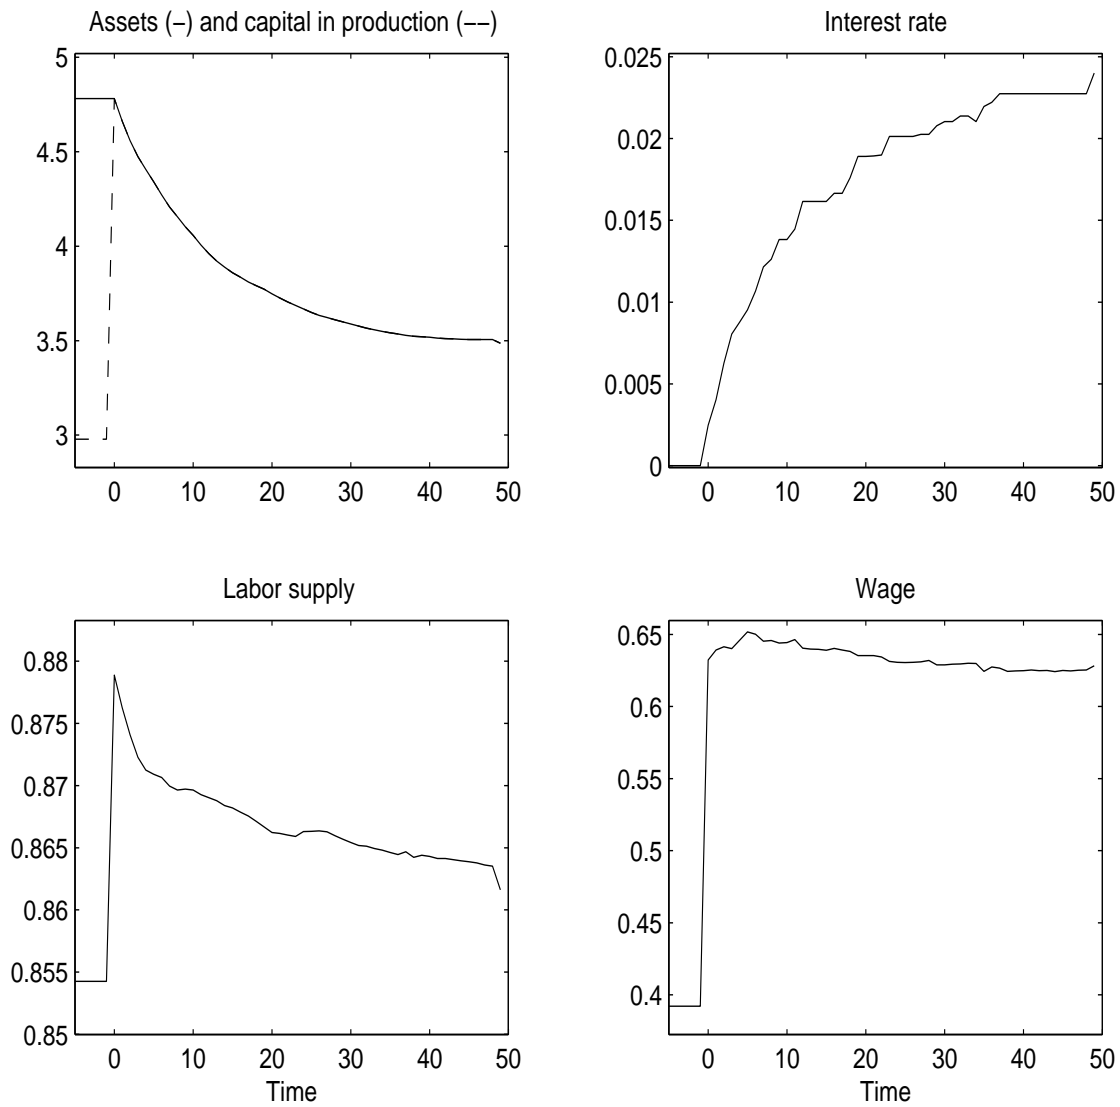 Assets (−) and capital in production (−−)
5
4.5
4
3.5
3
0 10 20 30 40 50
Interest rate
0.025
0.02
0.015
0.01
0.005
0
0 10 20 30 40 50
Labor supply
0.88
0.875
0.87
0.865
0.86
0.855
0.85
0 10 20 30 40 50
Time
Wage
0.65
0.6
0.55
0.5
0.45
0.4
0 10 20 30 40 50
Time